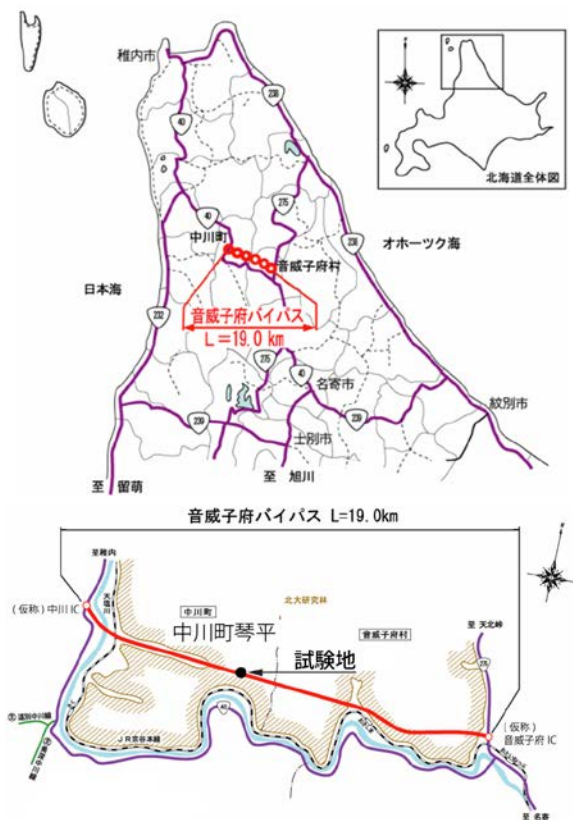 稚内市
238
40
275
40
中川町
音威子府村
238
オホーツク海
日本海
音威子府バイパス
L=19.0 km
232
275
40
名寄市
239
239
士別市
紋別市
至 留萌
至 旭川
北海道全体図
音威子府バイパス L=19.0km
至稚内
(仮称)中川IC
天塩川
中川町
北大研究林
音威子府村
至 天北峠
中川町琴平
試験地
275
40
JR宗谷本線
(仮称)
音威子府IC
至 名寄